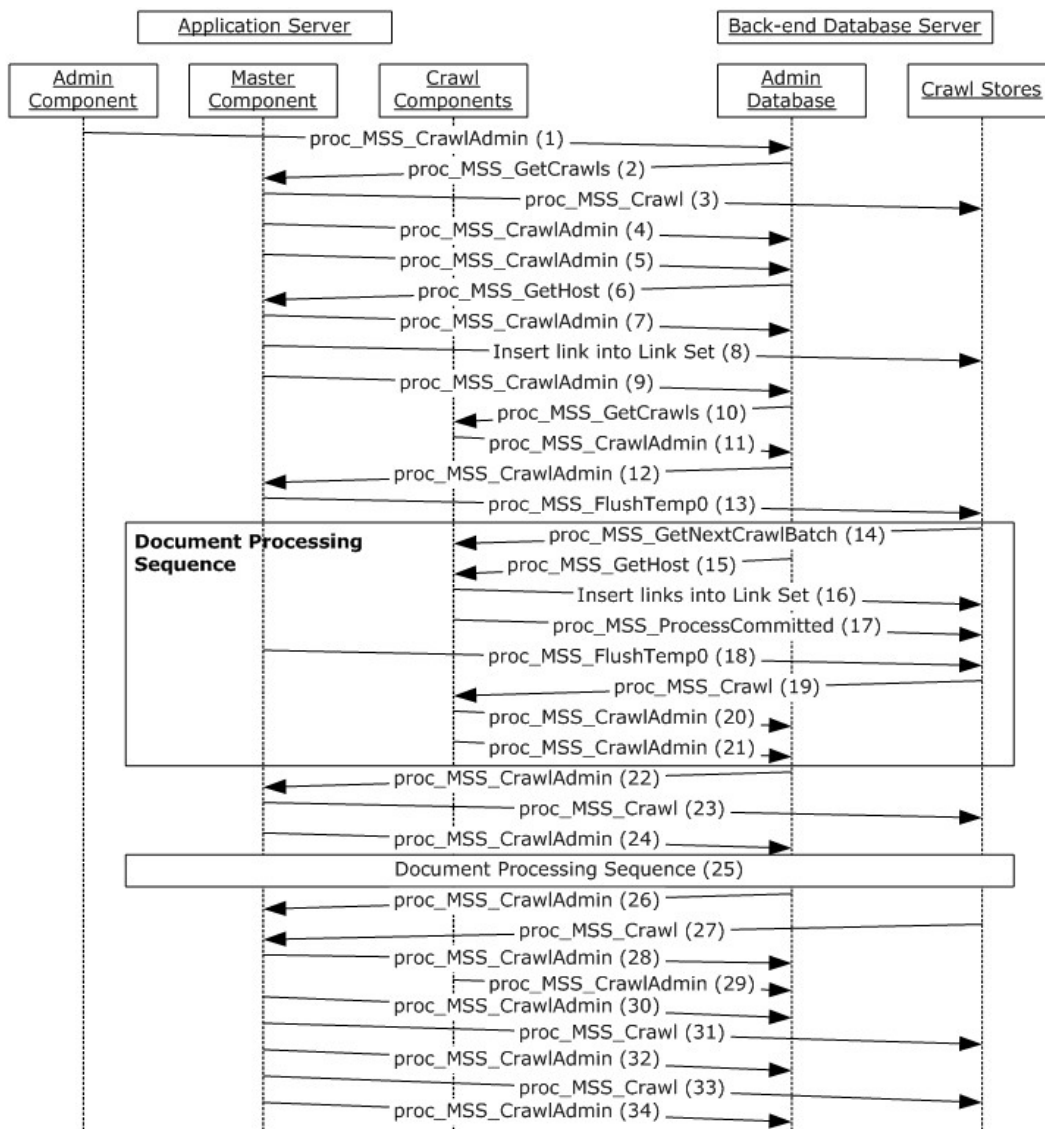 Application Server
Back-end Database Server
Admin
Component
Master
Component
Crawl
Components
Admin
Database
Crawl Stores
proc_MSS_CrawlAdmin (1)
proc_MSS_GetCrawls (2)
proc_MSS_Crawl (3)
proc_MSS_CrawlAdmin (4)
proc_MSS_CrawlAdmin (5)
proc_MSS_GetHost (6)
proc_MSS_CrawlAdmin (7)
Insert link into Link Set (8)
proc_MSS_CrawlAdmin (9)
proc_MSS_GetCrawls (10)
proc_MSS_CrawlAdmin (11)
proc_MSS_CrawlAdmin (12)
proc_MSS_FlushTemp0 (13)
Document Processing
Sequence
proc_MSS_GetNextCrawlBatch (14)
proc_MSS_GetHost (15)
Insert links into Link Set (16)
proc_MSS_ProcessCommitted (17)
proc_MSS_FlushTemp0 (18)
proc_MSS_Crawl (19)
proc_MSS_CrawlAdmin (20)
proc_MSS_CrawlAdmin (21)
proc_MSS_CrawlAdmin (22)
proc_MSS_Crawl (23)
proc_MSS_CrawlAdmin (24)
Document Processing Sequence (25)
proc_MSS_CrawlAdmin (26)
proc_MSS_Crawl (27)
proc_MSS_CrawlAdmin (28)
proc_MSS_CrawlAdmin (29)
proc_MSS_CrawlAdmin (30)
proc_MSS_Crawl (31)
proc_MSS_CrawlAdmin (32)
proc_MSS_Crawl (33)
proc_MSS_CrawlAdmin (34)